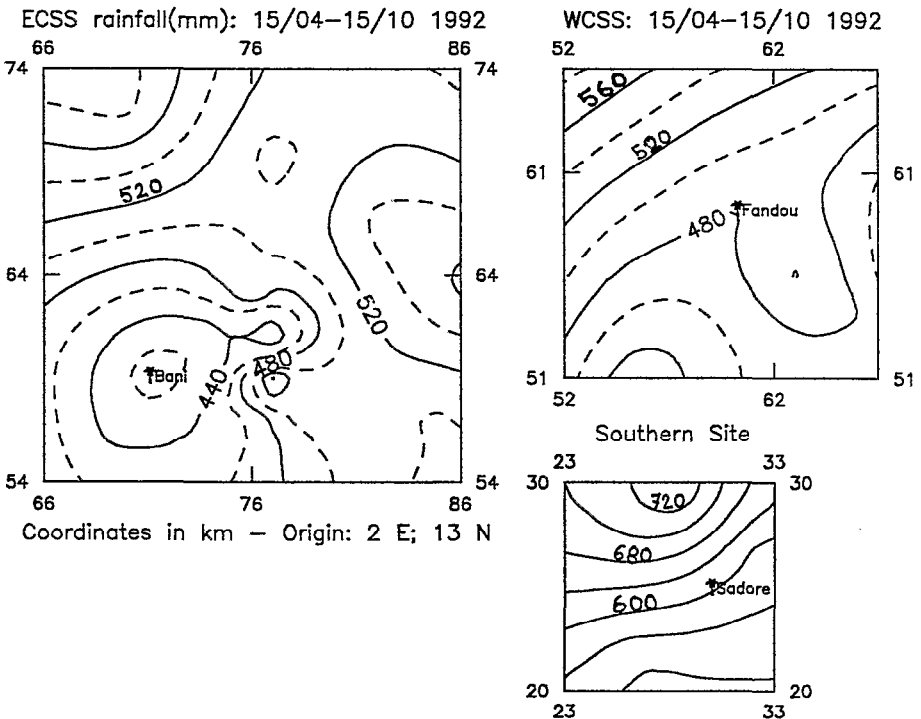 ECSS rainfall(mm): 15/04-15/10 1992
66 76 86
74 74
520
64 64
520
480
Bani
440
54 54
66 76 86
Coordinates in km - Origin: 2 E; 13 N
WCSS: 15/04-15/10 1992
52 62
560
520
61 61
Fandou
480
51 51
52 62
Southern Site
23 33
30 30
720
680
Sadore
600
20 20
23 33